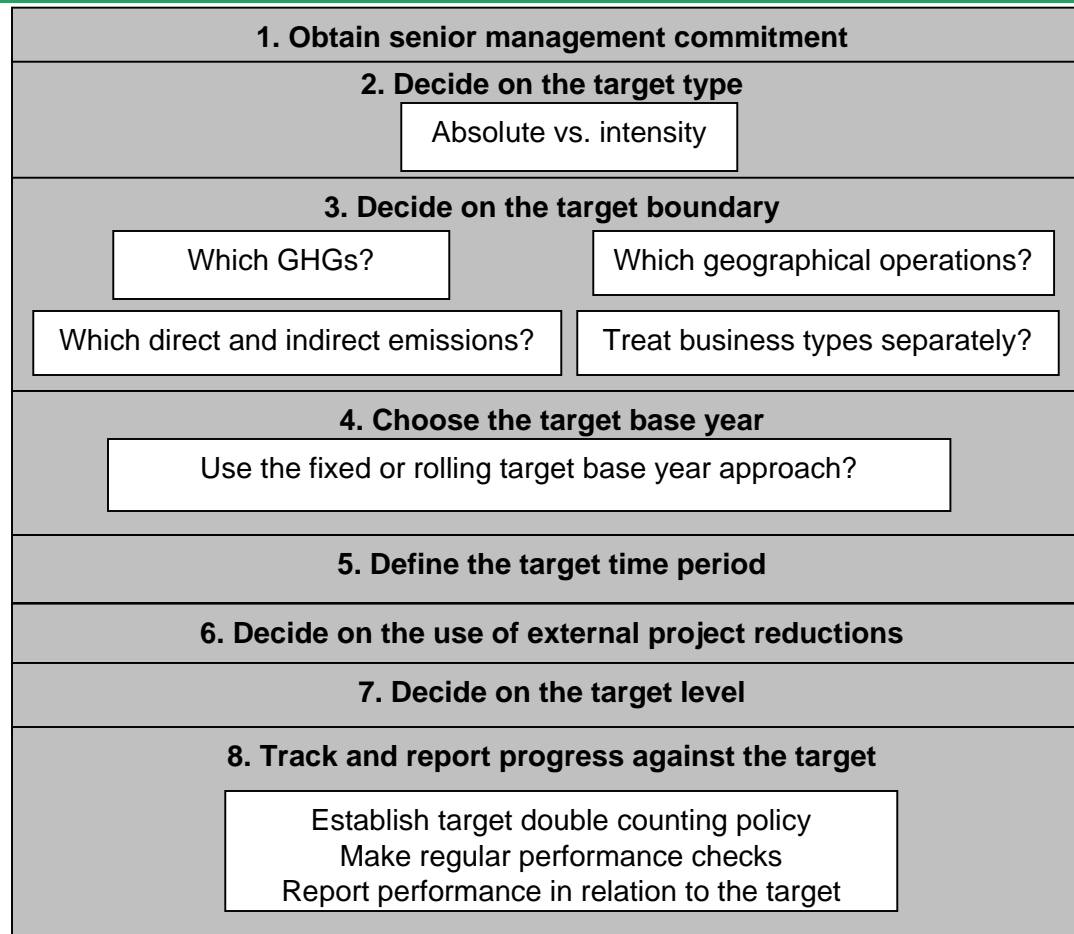 1. Obtain senior management commitment
2. Decide on the target type
Absolute vs. intensity
3. Decide on the target boundary
Which GHGs?
Which geographical operations?
Which direct and indirect emissions?
Treat business types separately?
4. Choose the target base year
Use the fixed or rolling target base year approach?
5. Define the target time period
6. Decide on the use of external project reductions
7. Decide on the target level
8. Track and report progress against the target
Establish target double counting policy
Make regular performance checks
Report performance in relation to the target